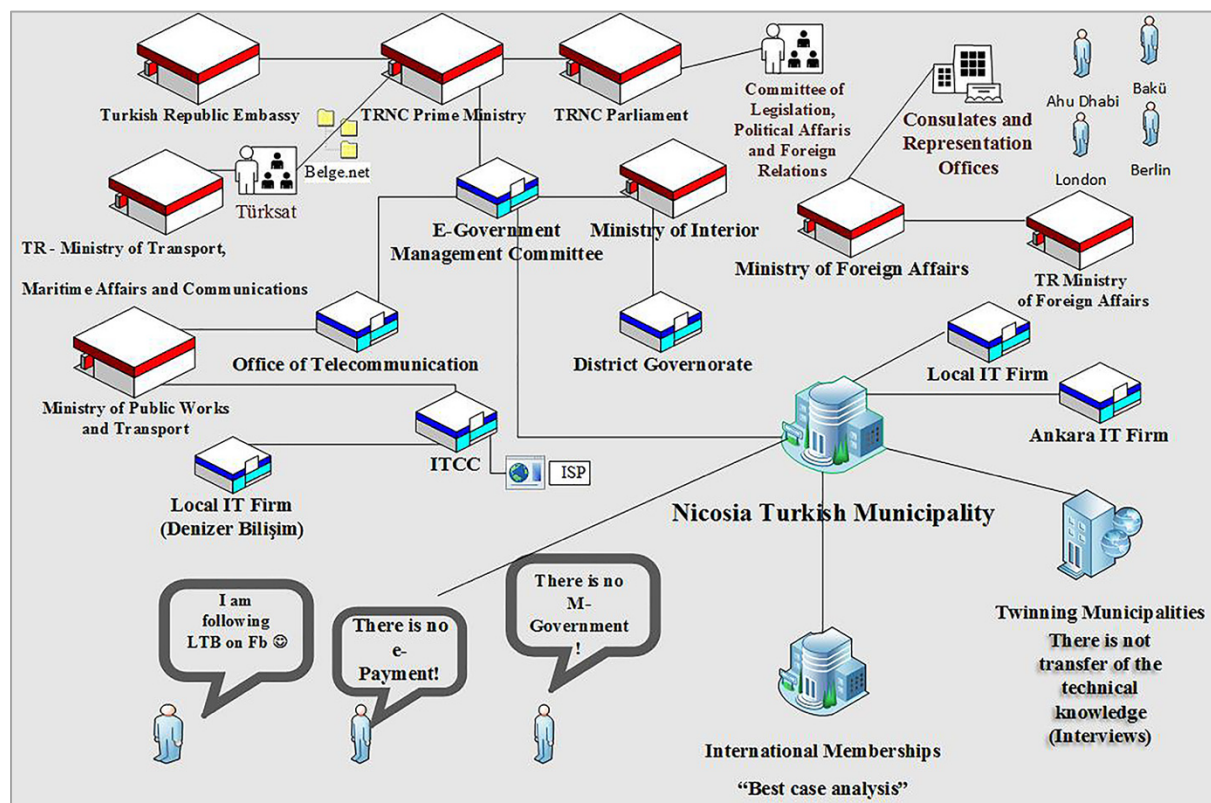 Turkish Republic Embassy
TRNC Prime Ministry
TRNC Parliament
Committee of
Legislation,
Political Affaris
and Foreign
Relations
Consulates and
Representation
Offices
Ahu Dhabi
Bakü
London
Berlin
Belge.net
Türksat
TR - Ministry of Transport,
Maritime Affairs and Communications
E-Government
Management Committee
Ministry of Interior
Ministry of Foreign Affairs
TR Ministry
of Foreign Affairs
Office of Telecommunication
District Governorate
Local IT Firm
Ankara IT Firm
Ministry of Public Works
and Transport
ITCC
ISP
Local IT Firm
(Denizer Bilişim)
Nicosia Turkish Municipality
I am
following
LTB on Fb ☺
There is no
e-
Payment!
There is no
M-
Government
!
Twinning Municipalities
There is not
transfer of the
technical
knowledge
(Interviews)
International Memberships
“Best case analysis”